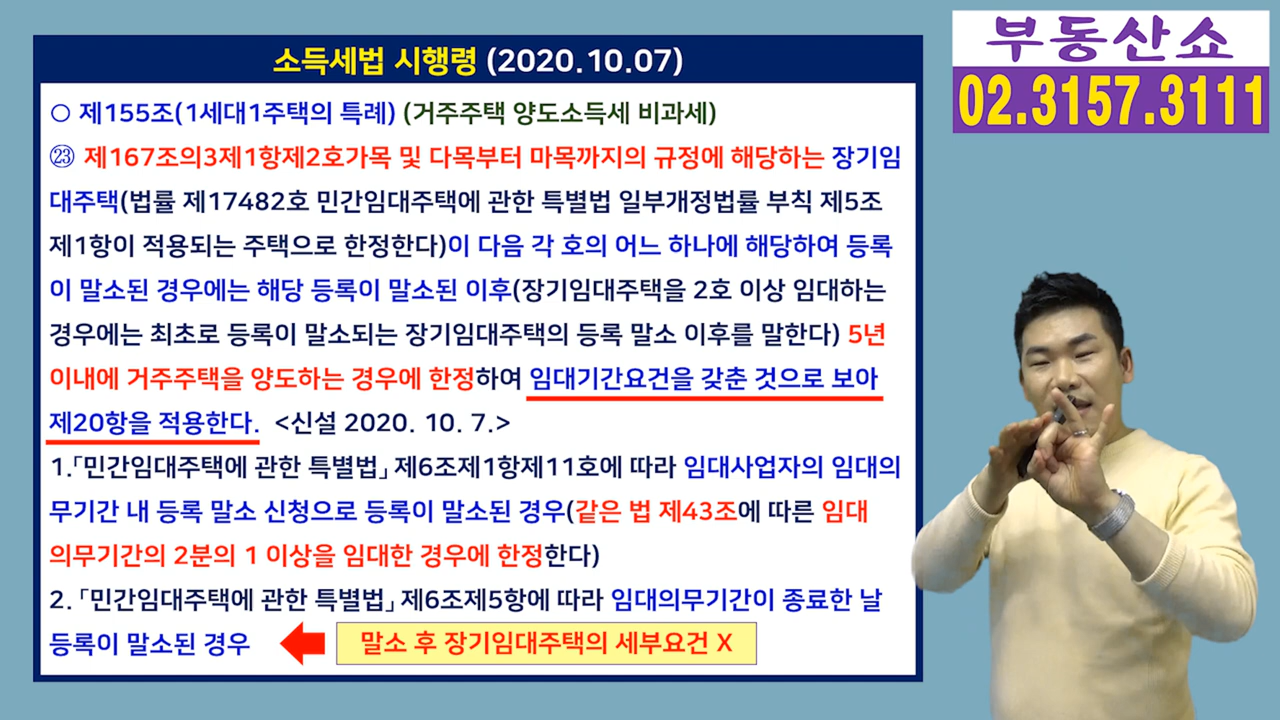 부동산쇼
02.3157.3111
소득세법 시행령 (2020.10.07)
○ 제155조(1세대1주택의 특례) (거주주택 양도소득세 비과세)
㉓ 제167조의3제1항제2호가목 및 다목부터 마목까지의 규정에 해당하는 장기임
대주택(법률 제17482호 민간임대주택에 관한 특별법 일부개정법률 부칙 제5조
제1항이 적용되는 주택으로 한정한다)이 다음 각 호의 어느 하나에 해당하여 등록
이 말소된 경우에는 해당 등록이 말소된 이후(장기임대주택을 2호 이상 임대하는
경우에는 최초로 등록이 말소되는 장기임대주택의 등록 말소 이후를 말한다) 5년
이내에 거주주택을 양도하는 경우에 한정하여 임대기간요건을 갖춘 것으로 보아
제20항을 적용한다. <신설 2020. 10. 7.>
1.「민간임대주택에 관한 특별법」 제6조제1항제11호에 따라 임대사업자의 임대의
무기간 내 등록 말소 신청으로 등록이 말소된 경우(같은 법 제43조에 따른 임대
의무기간의 2분의 1 이상을 임대한 경우에 한정한다)
2. 「민간임대주택에 관한 특별법」 제6조제5항에 따라 임대의무기간이 종료한 날
등록이 말소된 경우
말소 후 장기임대주택의 세부요건 X